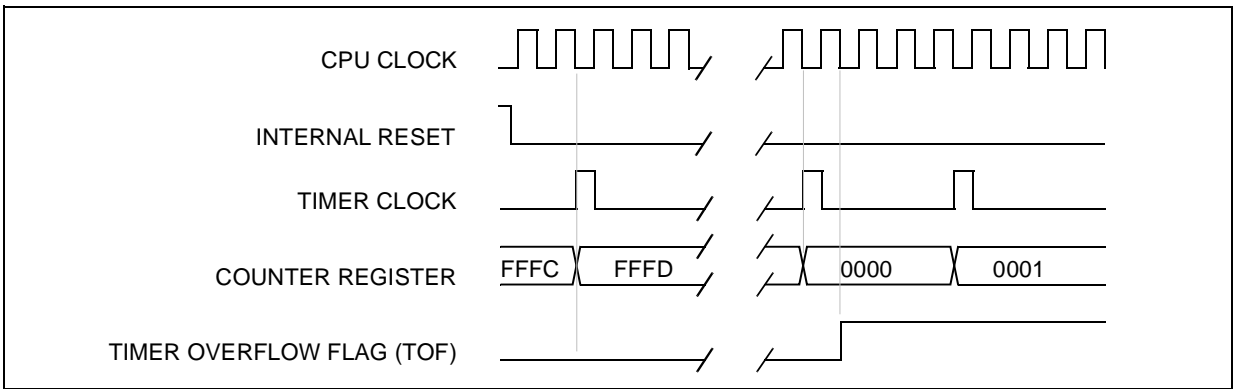 CPU CLOCK
INTERNAL RESET
TIMER CLOCK
COUNTER REGISTER FFFC FFFD 0000 0001
TIMER OVERFLOW FLAG (TOF)